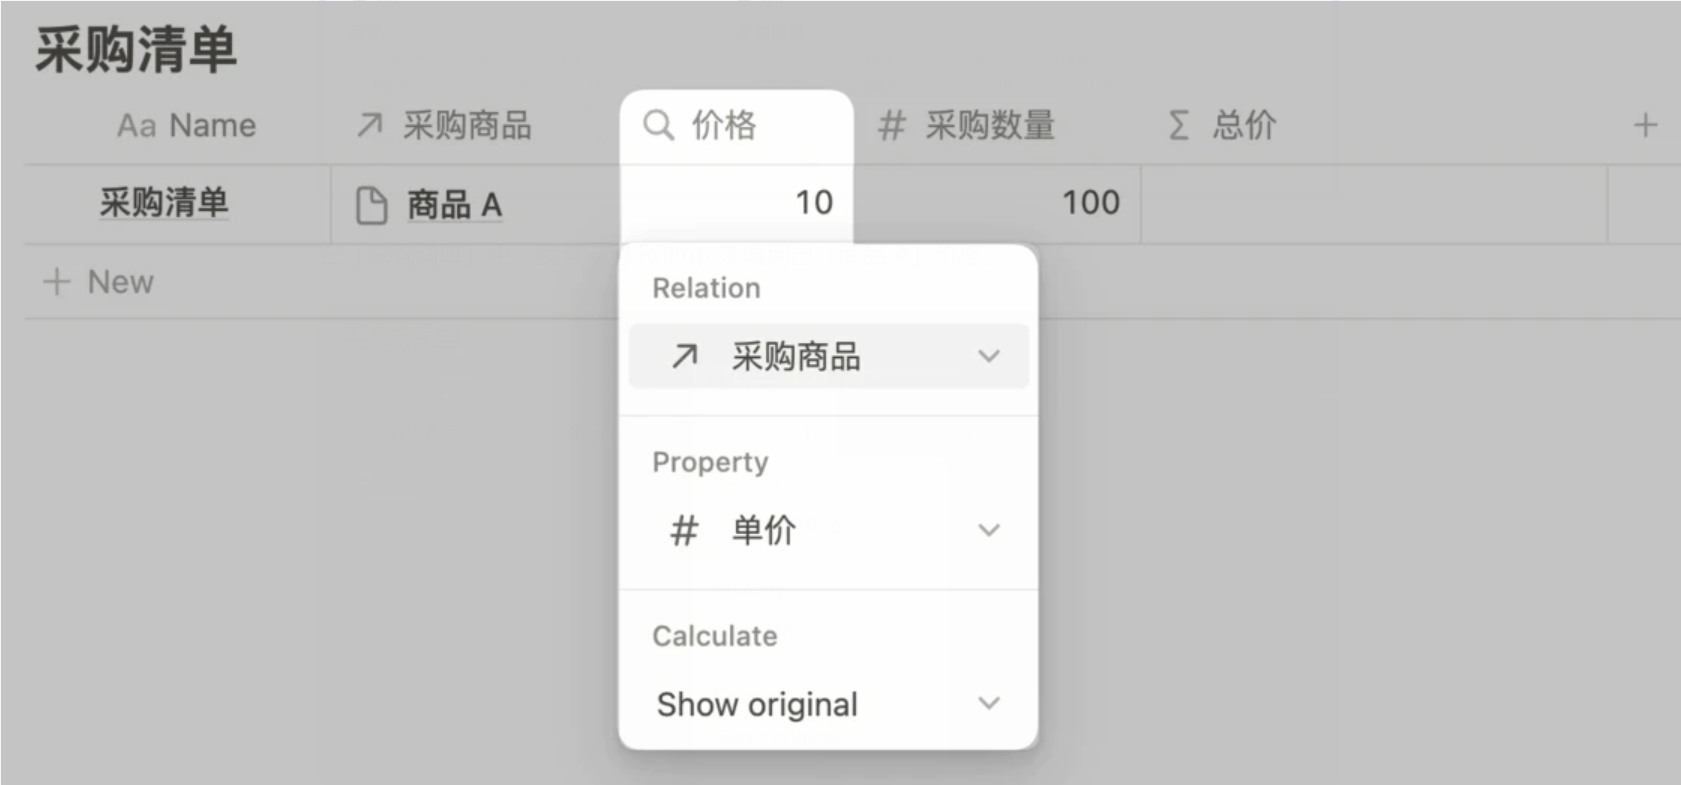 采购清单
Aa Name 采购商品 价格 # 采购数量 Σ 总价 +
采购清单 商品 A 10 100
+ New
Relation
采购商品
Property
# 单价
Calculate
Show original